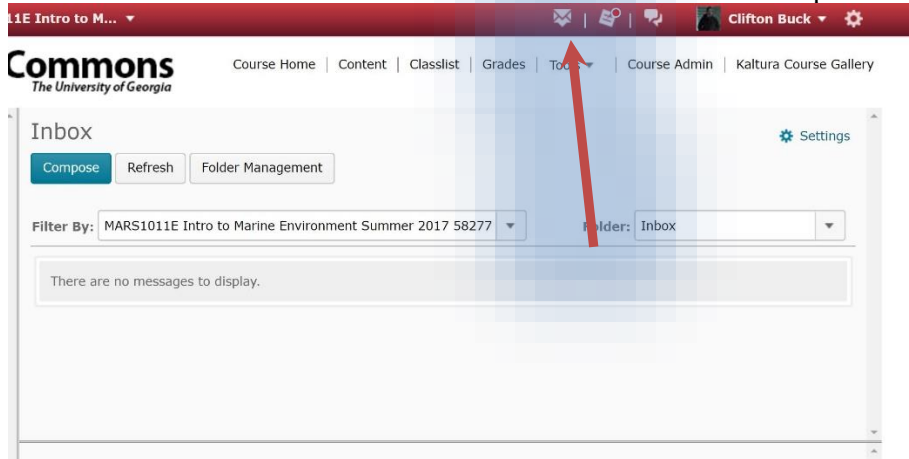 11E Intro to M...
Clifton Buck
Commons
The University of Georgia
Course Home | Content | Classlist | Grades | Tools | Course Admin | Kaltura Course Gallery
Inbox
Settings
Compose Refresh Folder Management
Filter By: MARS1011E Intro to Marine Environment Summer 2017 58277 Folder: Inbox
There are no messages to display.